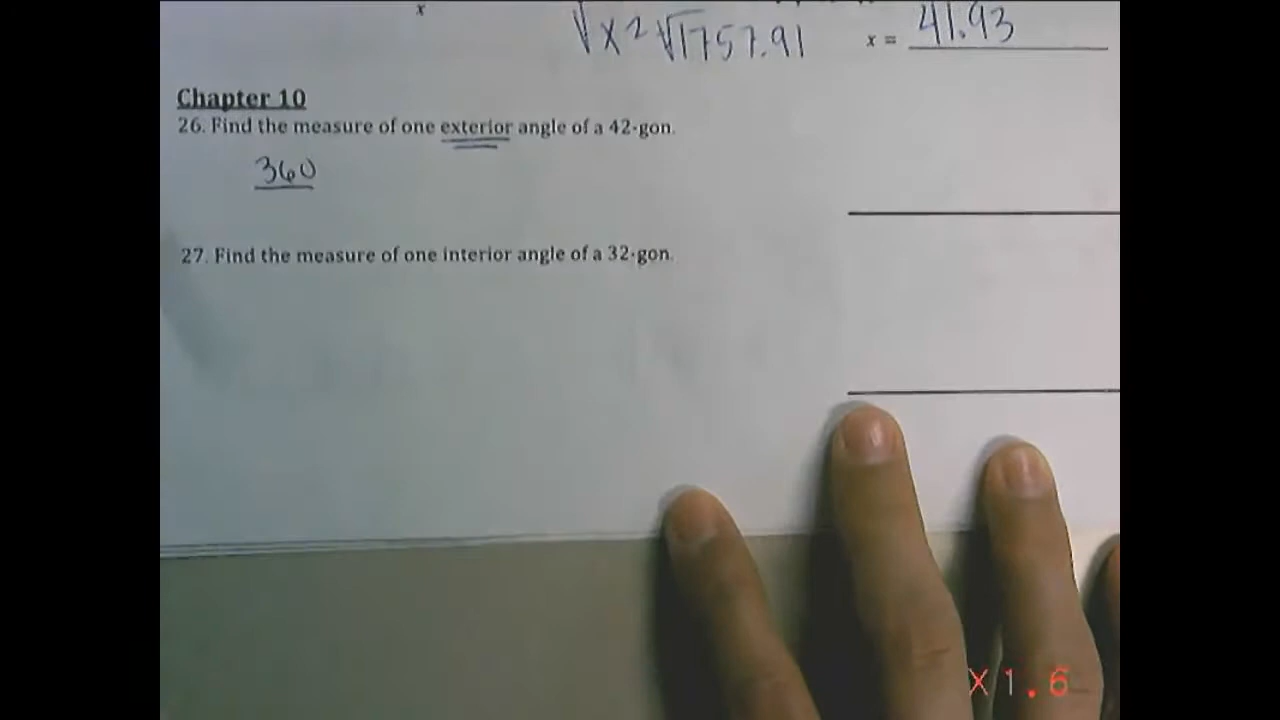 x
√x² √1757.91
x = 41.93
Chapter 10
26. Find the measure of one exterior angle of a 42-gon.
360
27. Find the measure of one interior angle of a 32-gon.
X1.6